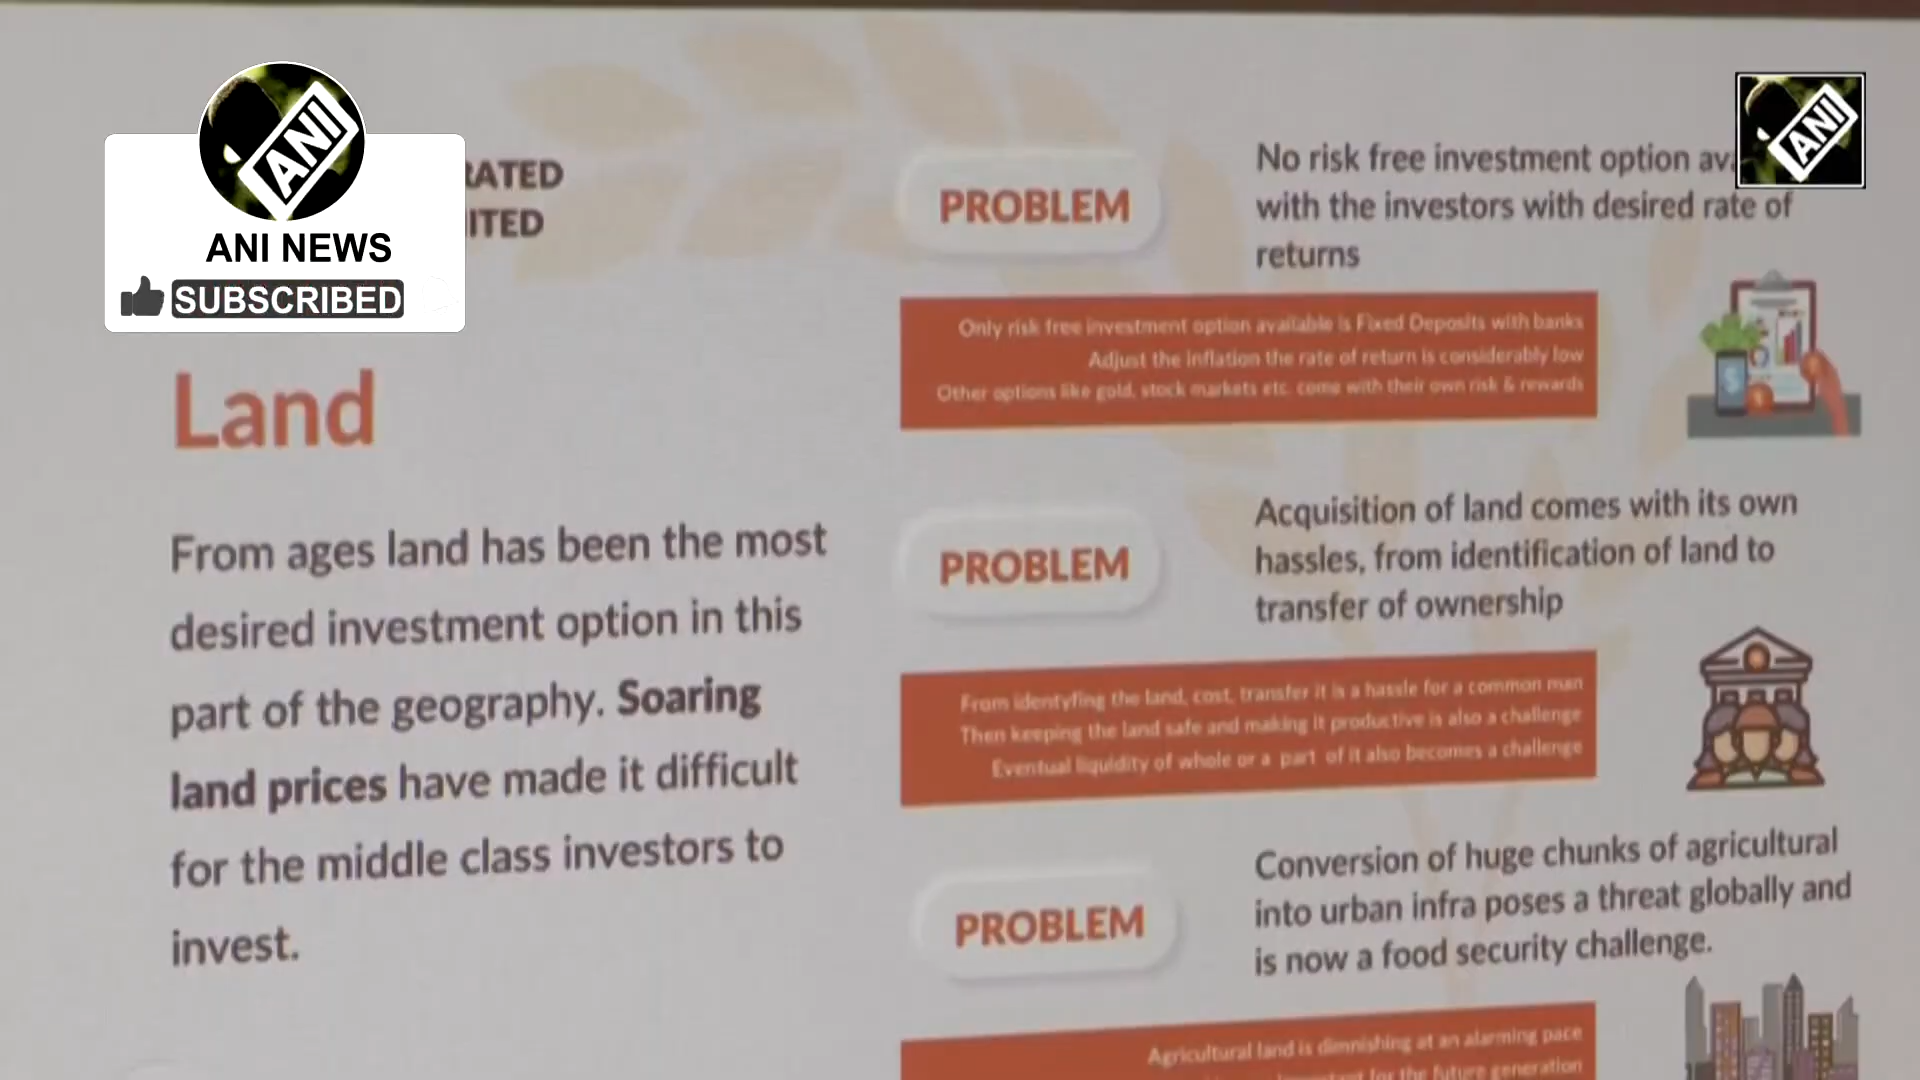 ANI
ANI NEWS
SUBSCRIBED
ANI
RATED
ITED
Land
From ages land has been the most
desired investment option in this
part of the geography. Soaring
land prices have made it difficult
for the middle class investors to
invest.
PROBLEM
No risk free investment option ava
with the investors with desired rate of
returns
Only risk free investment option available is Fixed Deposits with banks
Adjust the inflation the rate of return is considerably low
Other options like gold, stock markets etc. come with their own risk & rewards
PROBLEM
Acquisition of land comes with its own
hassles, from identification of land to
transfer of ownership
From identyfing the land, cost, transfer it is a hassle for a common man
Then keeping the land safe and making it productive is also a challenge
Eventual liquidity of whole or a part of it also becomes a challenge
PROBLEM
Conversion of huge chunks of agricultural
into urban infra poses a threat globally and
is now a food security challenge.
Agricultural land is dimnishing at an alarming pace
important for the future generation